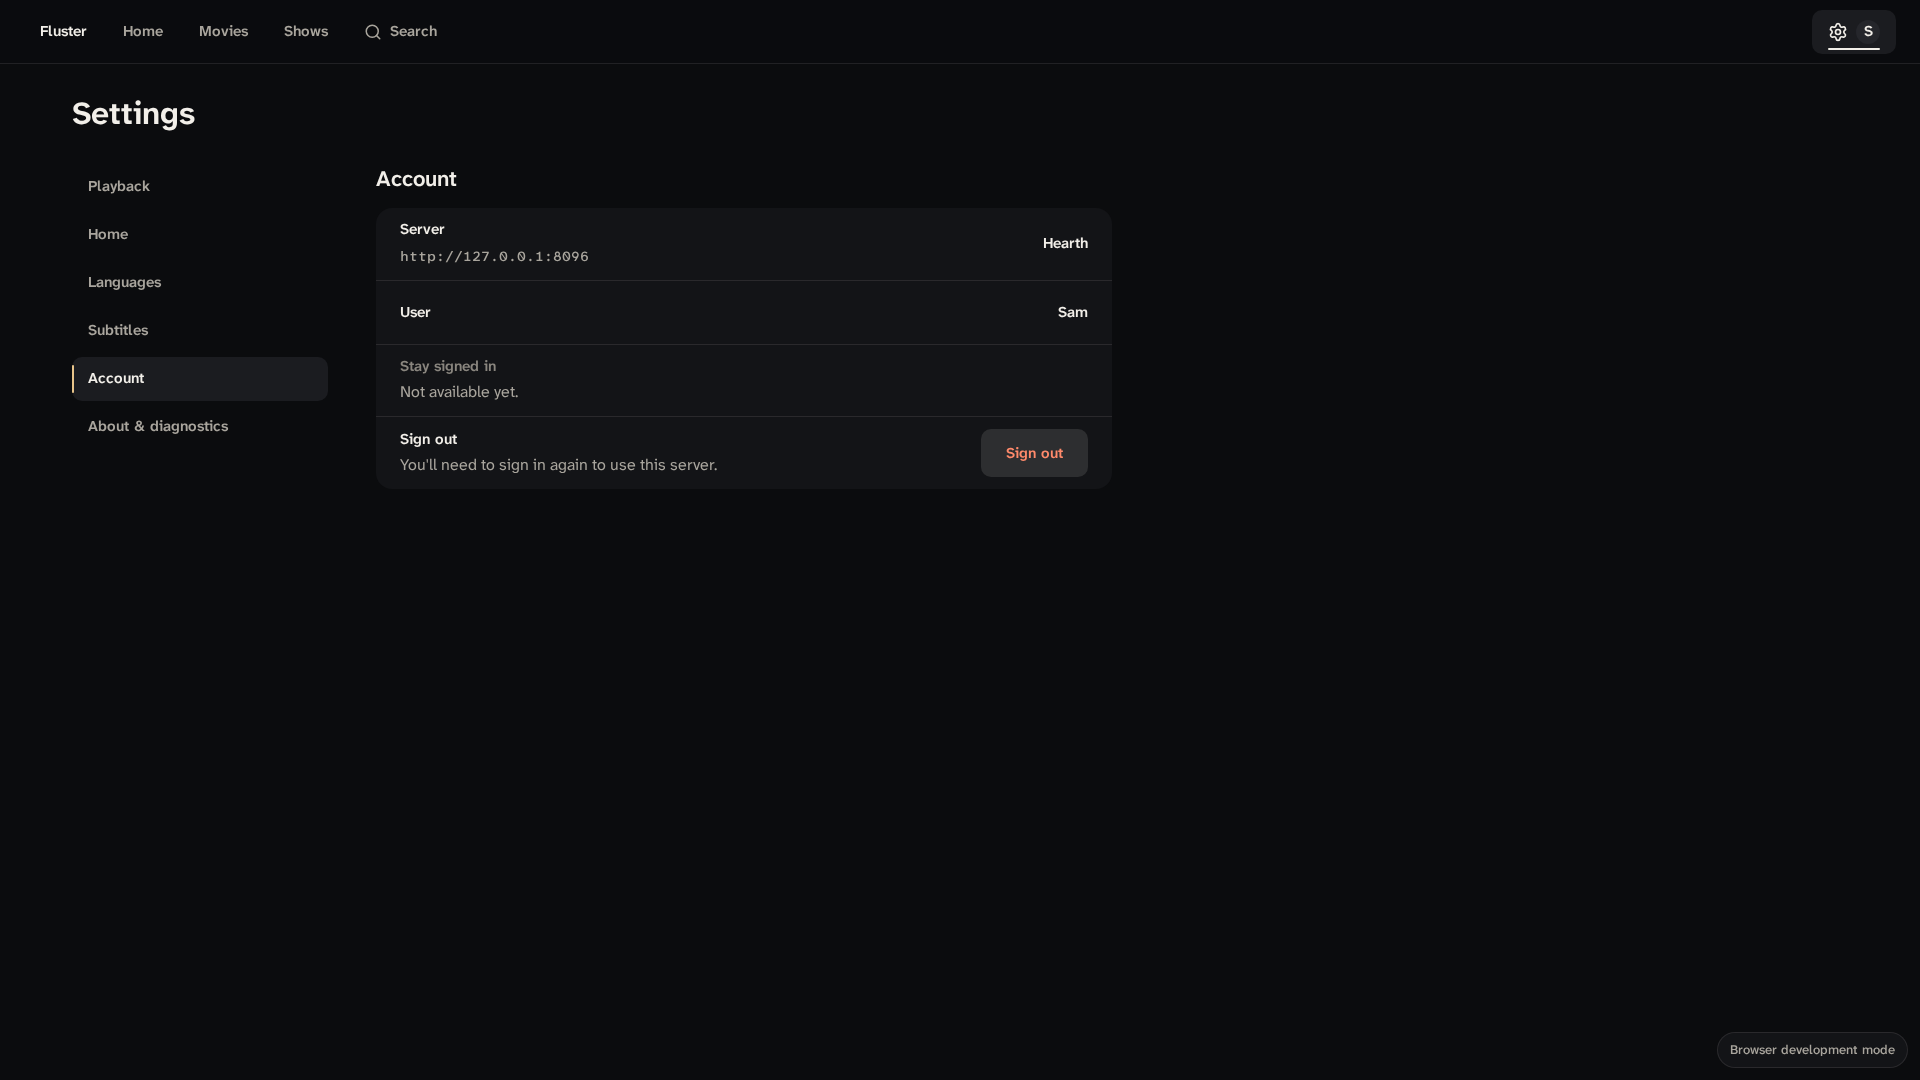 Fluster Home Movies Shows Search S
Settings
Playback
Home
Languages
Subtitles
Account
About & diagnostics
Account
Server
http://127.0.0.1:8096
Hearth
User
Sam
Stay signed in
Not available yet.
Sign out
You'll need to sign in again to use this server.
Sign out
Browser development mode